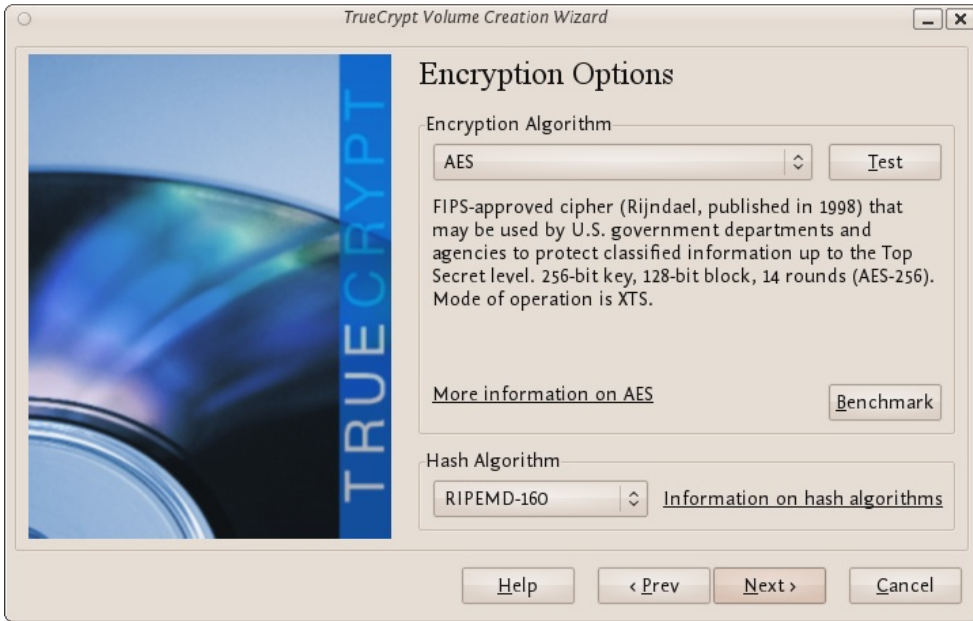 TrueCrypt Volume Creation Wizard
TRUECRYPT
Encryption Options
Encryption Algorithm
AES
Test
FIPS-approved cipher (Rijndael, published in 1998) that
may be used by U.S. government departments and
agencies to protect classified information up to the Top
Secret level. 256-bit key, 128-bit block, 14 rounds (AES-256).
Mode of operation is XTS.
More information on AES
Benchmark
Hash Algorithm
RIPEMD-160
Information on hash algorithms
Help
< Prev
Next >
Cancel